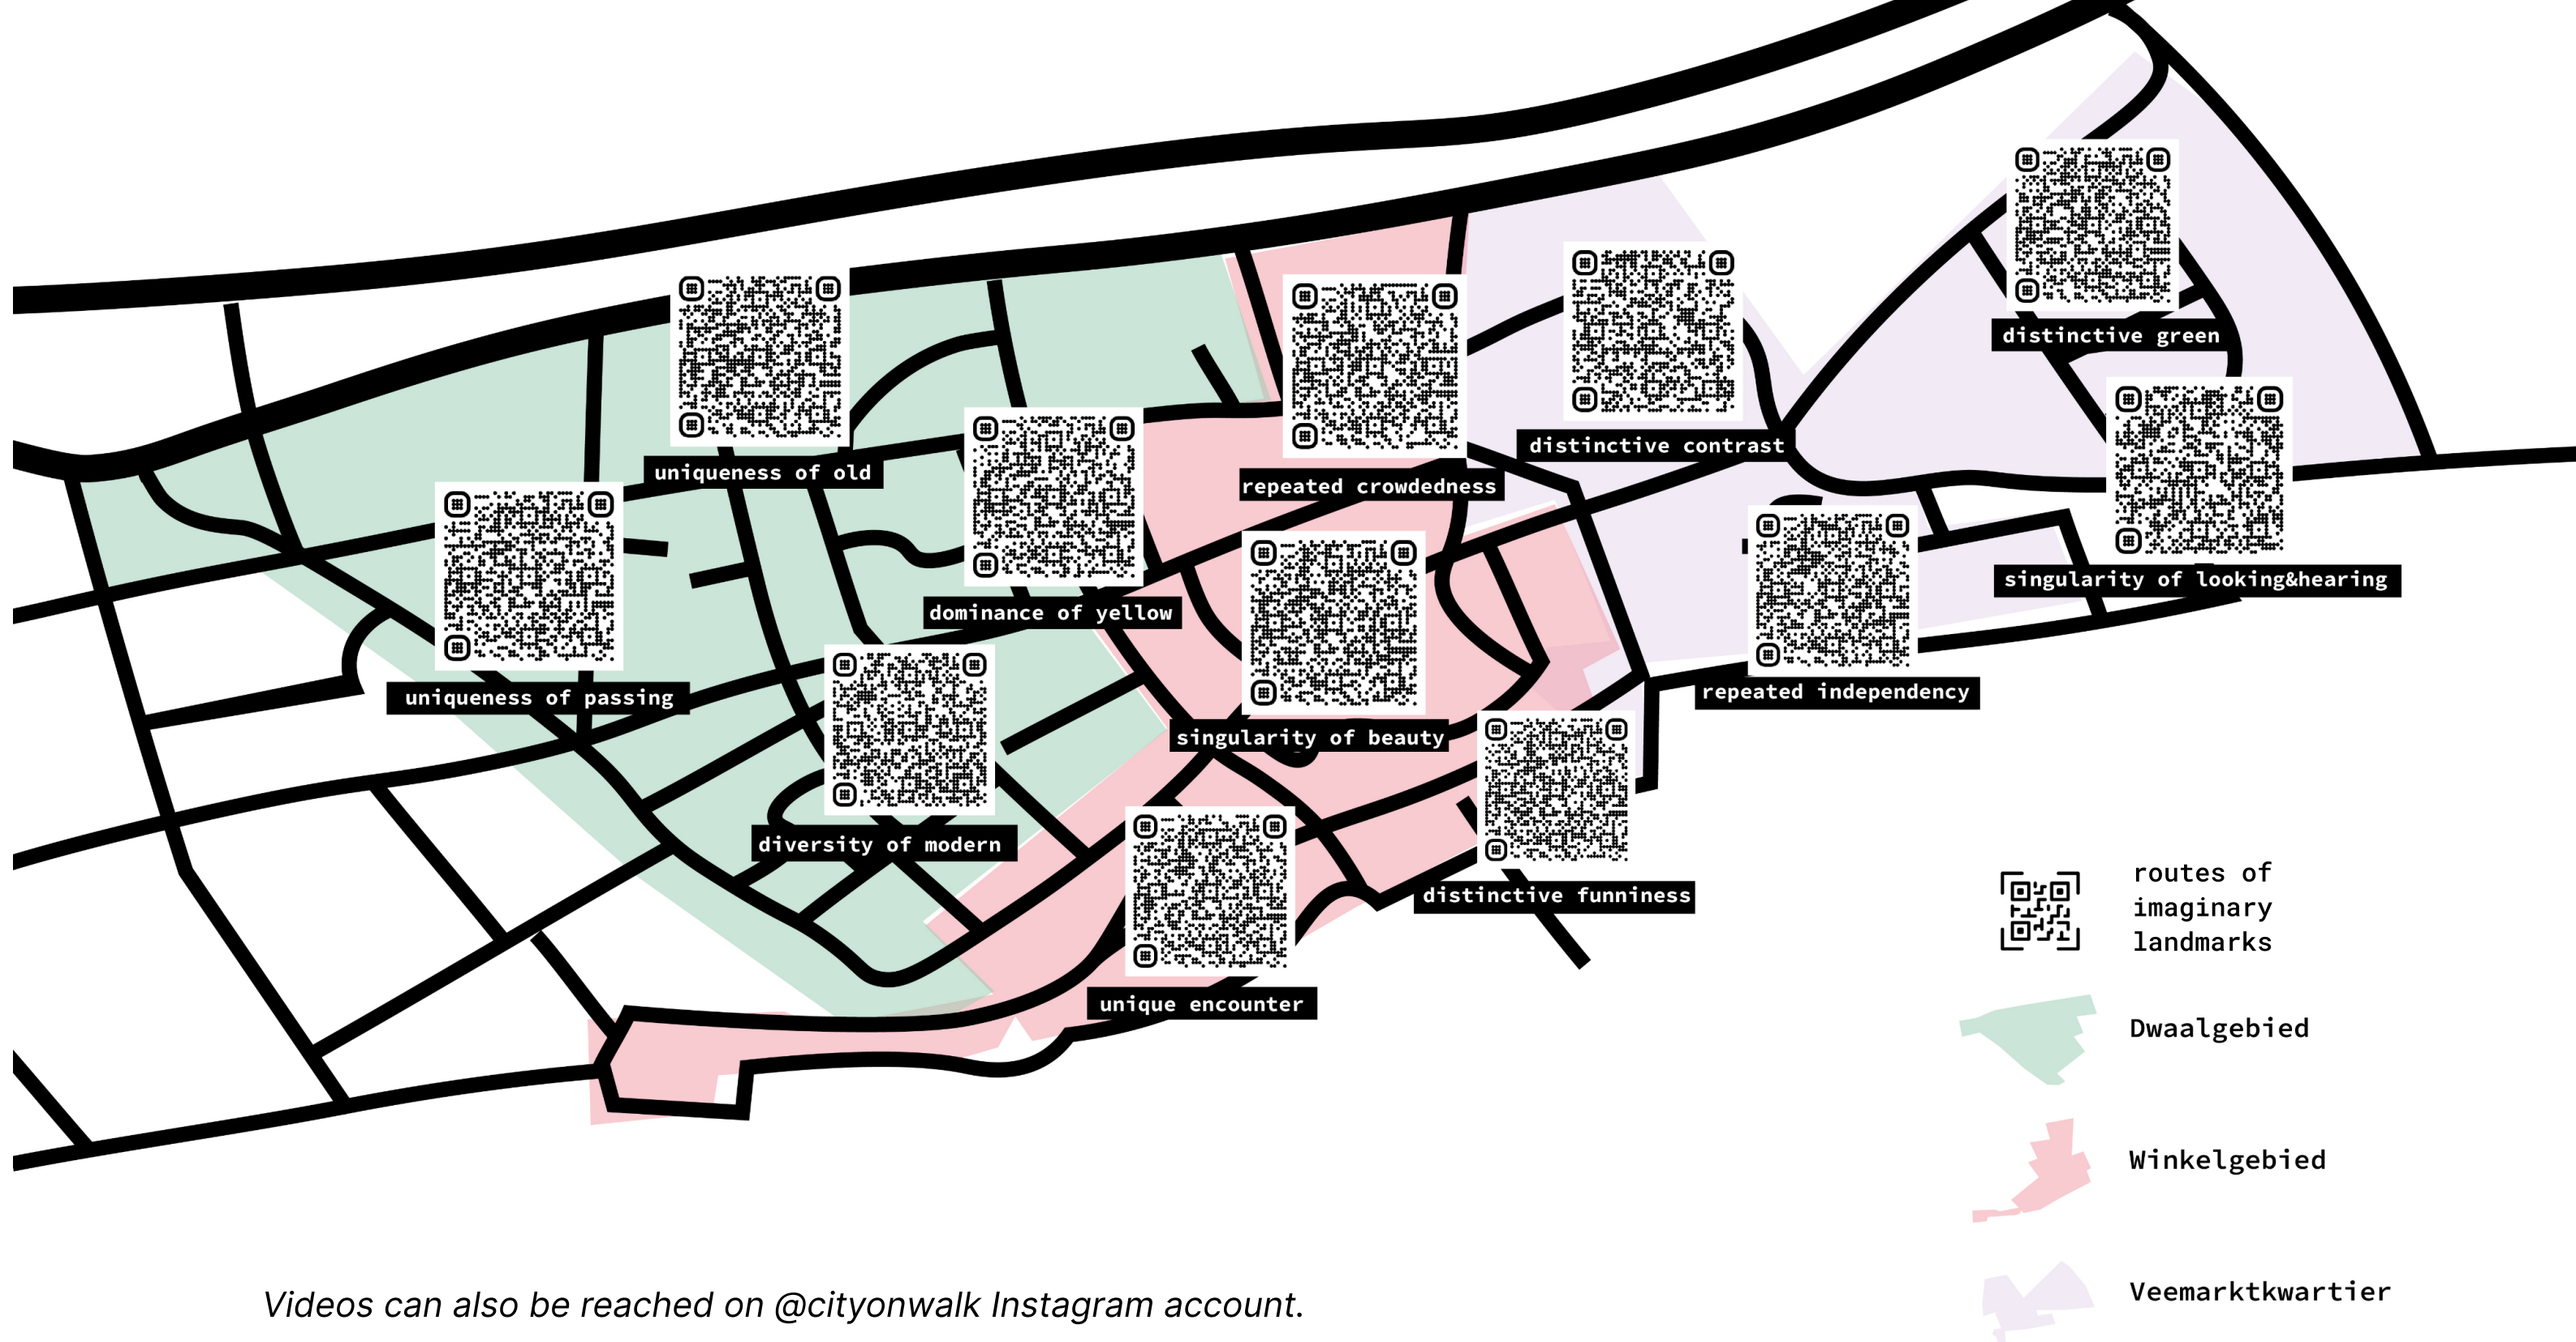 distinctive green
distinctive contrast
uniqueness of old
repeated crowdedness
singularity of looking&hearing
dominance of yellow
repeated independency
uniqueness of passing
singularity of beauty
diversity of modern
distinctive funniness
unique encounter
routes of
imaginary
landmarks
Dwaalgebied
Winkelgebied
Veemarktkwartier
Videos can also be reached on @cityonwalk Instagram account.